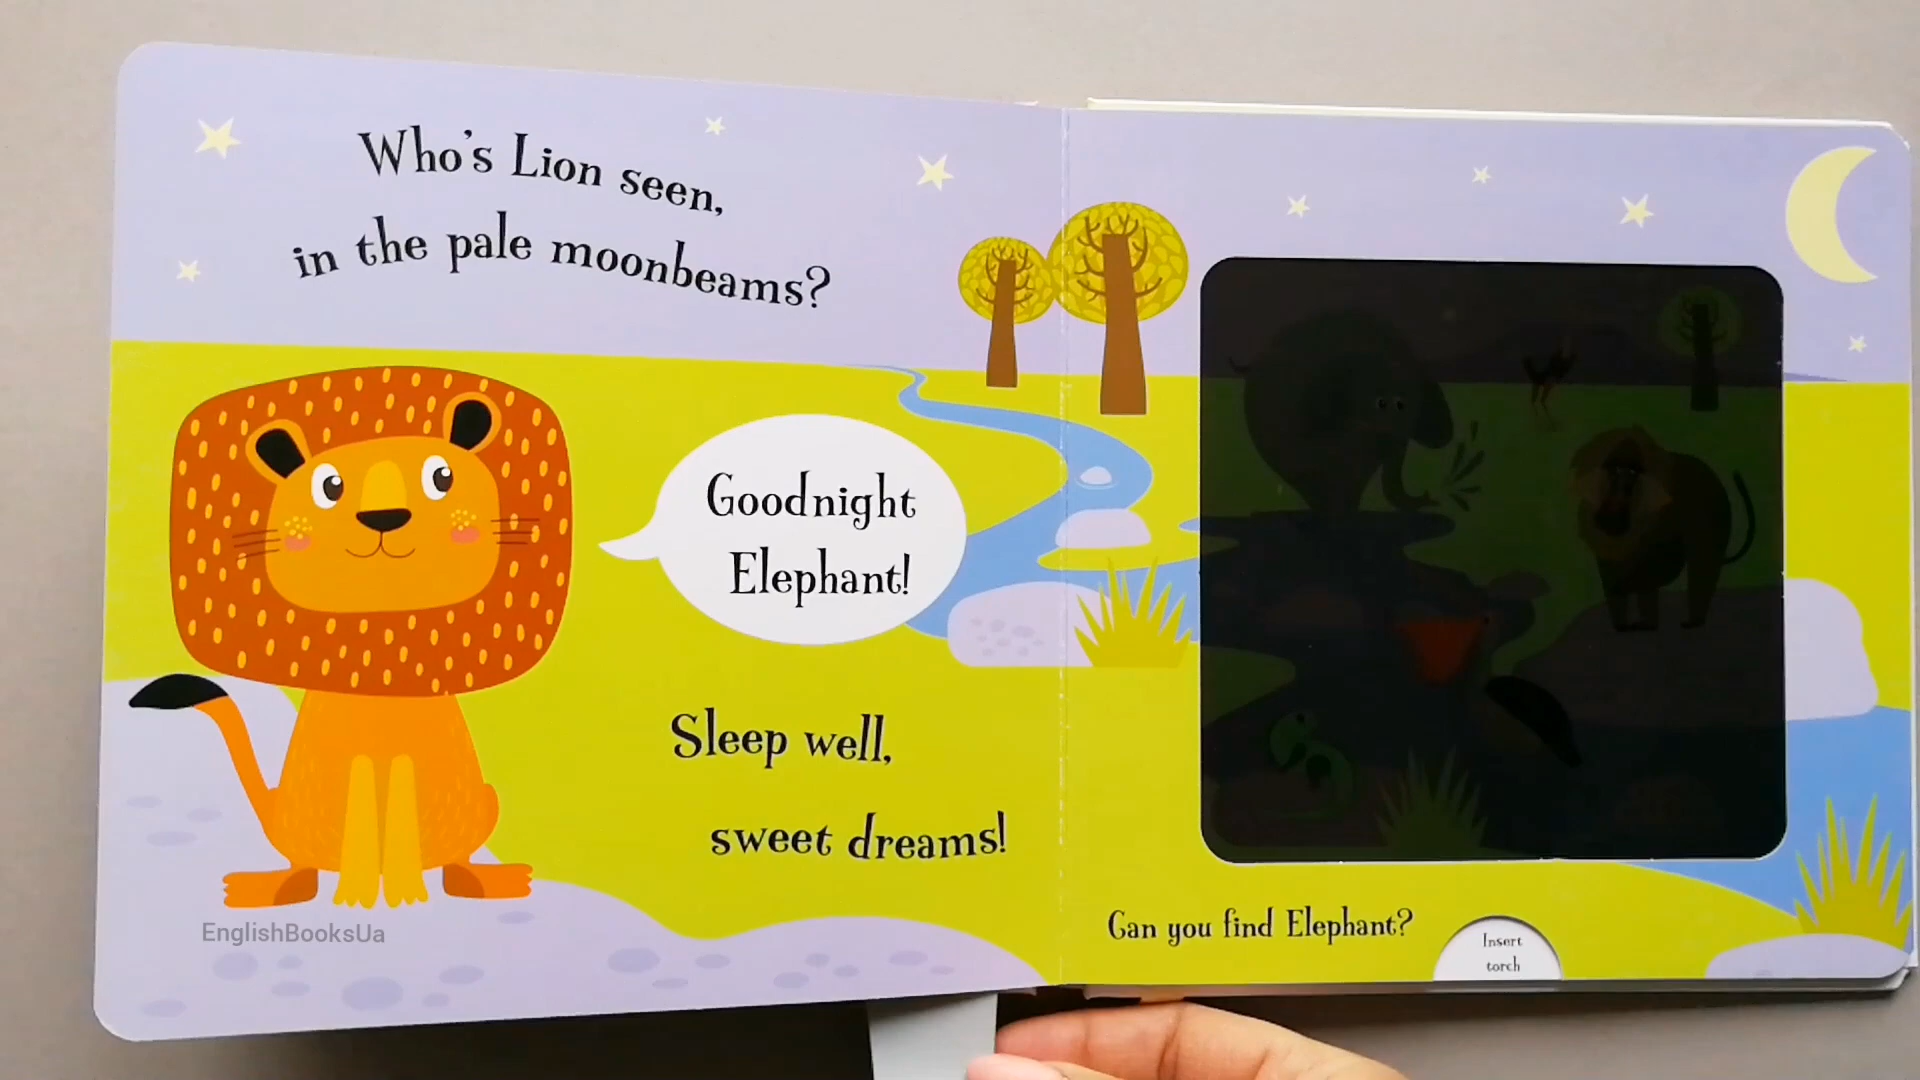 Who's Lion seen,
in the pale moonbeams?
Goodnight
Elephant!
Sleep well,
sweet dreams!
EnglishBooksUa
Can you find Elephant?
Insert
torch